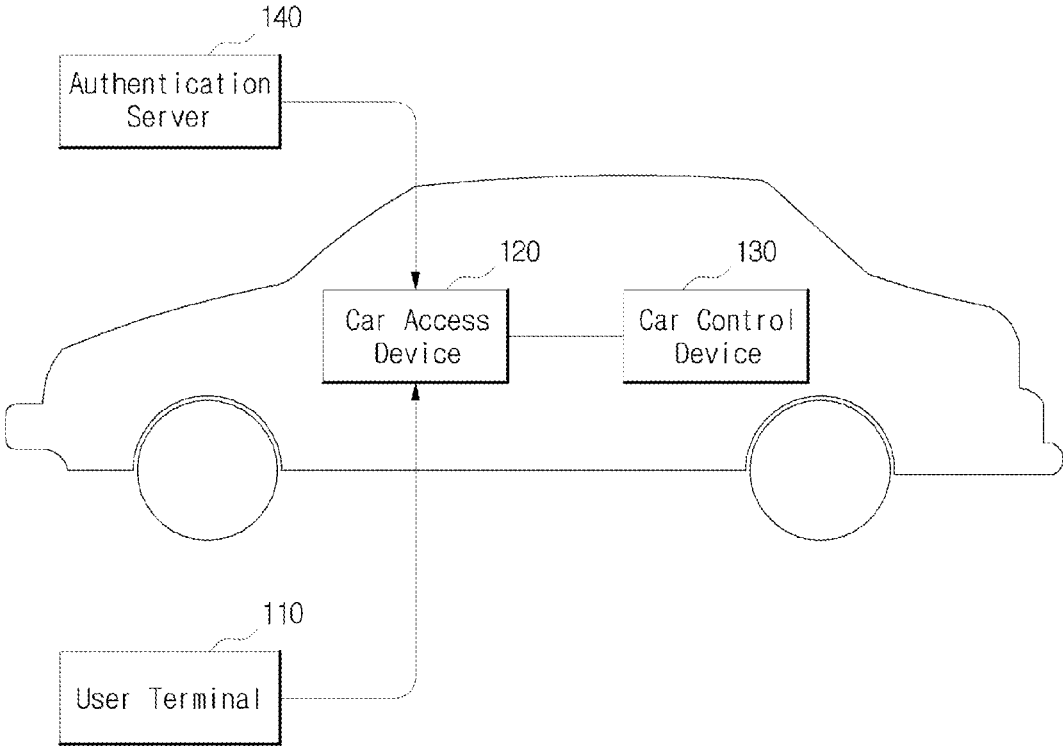 140
Authentication
Server
120
Car Access
Device
130
Car Control
Device
110
User Terminal